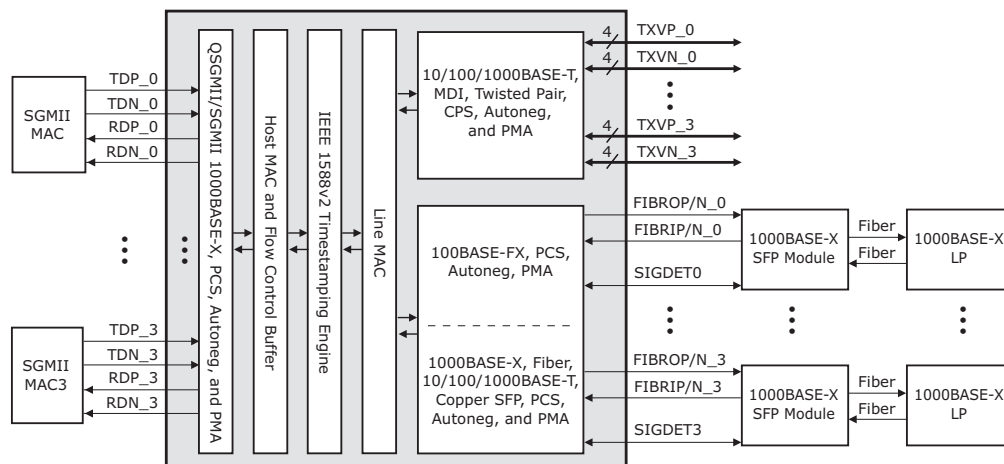 SGMII
MAC
TDP_0
TDN_0
RDP_0
RDN_0
SGMII
MAC3
TDP_3
TDN_3
RDP_3
RDN_3
QSGMII/SGMII 1000BASE-X, PCS, Autoneg, and PMA
Host MAC and Flow Control Buffer
IEEE 1588v2 Timestamping Engine
Line MAC
10/100/1000BASE-T,
MDI, Twisted Pair,
CPS, Autoneg,
and PMA
4
TXVP_0
4
TXVN_0
4
TXVP_3
4
TXVN_3
100BASE-FX, PCS,
Autoneg, PMA
1000BASE-X, Fiber,
10/100/1000BASE-T,
Copper SFP, PCS,
Autoneg, and PMA
FIBROP/N_0
FIBRIP/N_0
SIGDET0
1000BASE-X
SFP Module
Fiber
Fiber
1000BASE-X
LP
FIBROP/N_3
FIBRIP/N_3
SIGDET3
1000BASE-X
SFP Module
Fiber
Fiber
1000BASE-X
LP